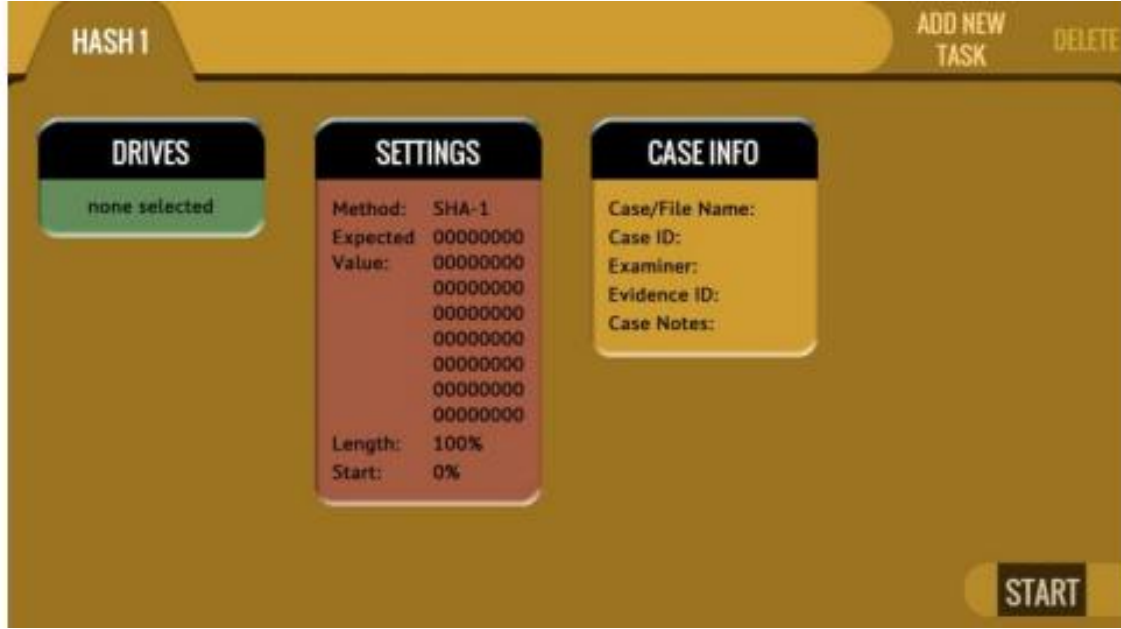 HASH 1
ADD NEW
TASK
DELETE
DRIVES
none selected
SETTINGS
Method: SHA-1
Expected 00000000
Value: 00000000
00000000
00000000
00000000
00000000
00000000
00000000
Length: 100%
Start: 0%
CASE INFO
Case/File Name:
Case ID:
Examiner:
Evidence ID:
Case Notes:
START